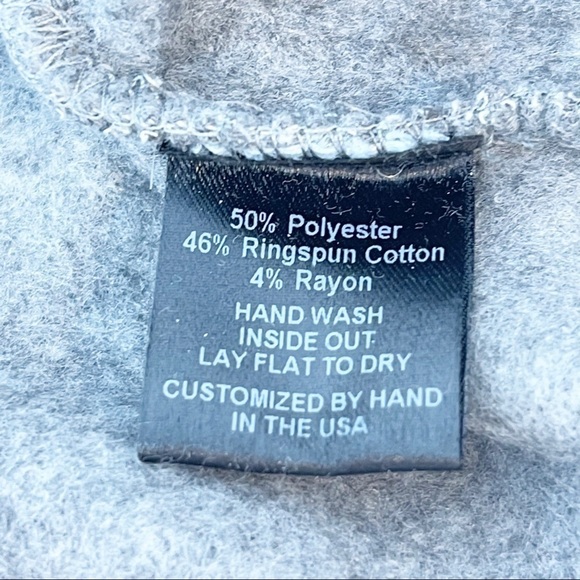 50% Polyester
46% Ringspun Cotton
4% Rayon
HAND WASH
INSIDE OUT
LAY FLAT TO DRY
CUSTOMIZED BY HAND
IN THE USA